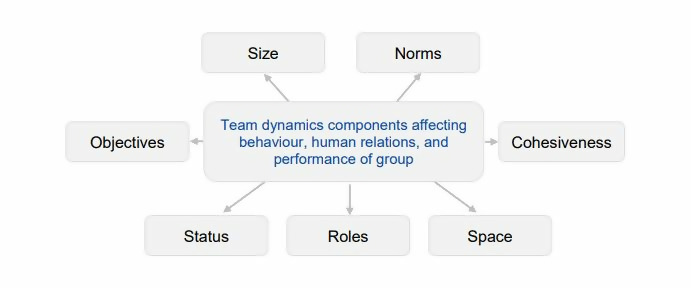 Size
Norms
Team dynamics components affecting
behaviour, human relations, and
performance of group
Objectives
Cohesiveness
Status
Roles
Space